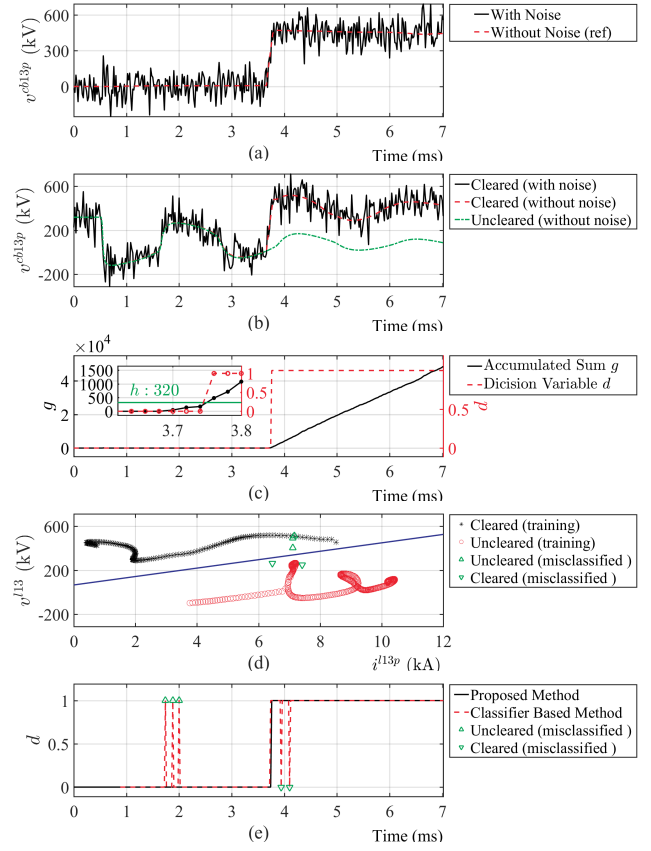 600
400
200
0
v^{cb13p} (kV)
0 1 2 3 4 5 6 7
(a)
Time (ms)
With Noise
Without Noise (ref)
600
200
-200
v^{cb13p} (kV)
0 1 2 3 4 5 6 7
(b)
Time (ms)
Cleared (with noise)
Cleared (without noise)
Uncleared (without noise)
×10^4
4
2
0
g
1500
1000
500
0
h : 320
1
0.5
0
3.7 3.8
0.5
0
d
0 1 2 3 4 5 6 7
(c)
Time (ms)
Accumulated Sum g
Dicision Variable d
600
200
-200
v^{l13} (kV)
0 2 4 6 8 10 12
(d)
i^{l13p} (kA)
Cleared (training)
Uncleared (training)
Uncleared (misclassified )
Cleared (misclassified )
1
0.5
0
d
0 1 2 3 4 5 6 7
(e)
Time (ms)
Proposed Method
Classifier Based Method
Uncleared (misclassified )
Cleared (misclassified )